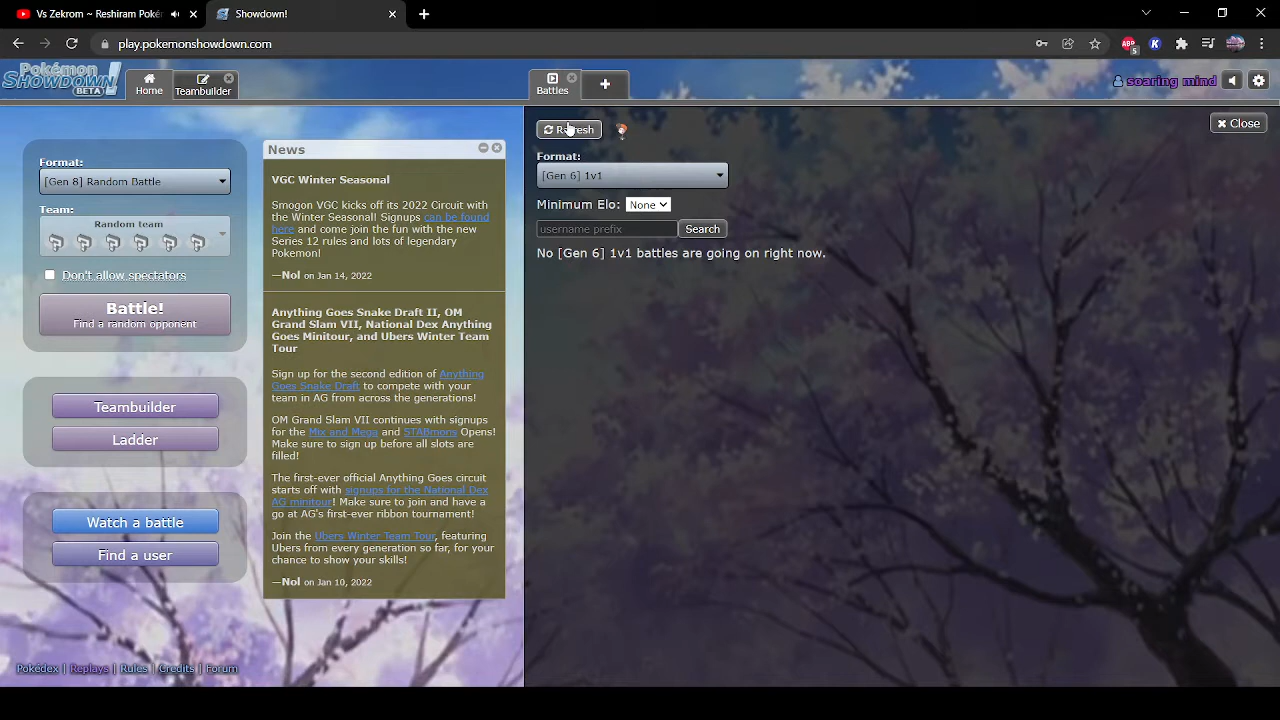 Vs Zekrom ~ Reshiram Poké
Showdown!
play.pokemonshowdown.com
5
Pokémon
SHOWDOWN!
BETA
Home
Teambuilder
Battles
soaring mind
Format:
[Gen 8] Random Battle
Team:
Random team
Don't allow spectators
Battle!
Find a random opponent
Teambuilder
Ladder
Watch a battle
Find a user
Pokédex | Replays | Rules | Credits | Forum
News
VGC Winter Seasonal
Smogon VGC kicks off its 2022 Circuit with
the Winter Seasonal! Signups can be found
here and come join the fun with the new
Series 12 rules and lots of legendary
Pokemon!
—Nol on Jan 14, 2022
Anything Goes Snake Draft II, OM
Grand Slam VII, National Dex Anything
Goes Minitour, and Ubers Winter Team
Tour
Sign up for the second edition of Anything
Goes Snake Draft to compete with your
team in AG from across the generations!
OM Grand Slam VII continues with signups
for the Mix and Mega and STABmons Opens!
Make sure to sign up before all slots are
filled!
The first-ever official Anything Goes circuit
starts off with signups for the National Dex
AG minitour! Make sure to join and have a
go at AG's first-ever ribbon tournament!
Join the Ubers Winter Team Tour, featuring
Ubers from every generation so far, for your
chance to show your skills!
—Nol on Jan 10, 2022
Refresh
Close
Format:
[Gen 6] 1v1
Minimum Elo: None
username prefix
Search
No [Gen 6] 1v1 battles are going on right now.